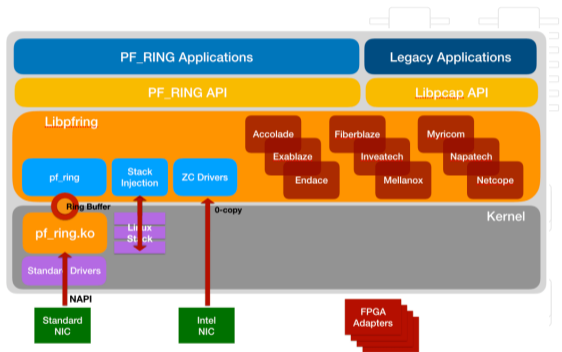 PF_RING Applications
Legacy Applications
PF_RING API
Libpcap API
Libpfring
Accolade
Fiberblaze
Myricom
Exablaze
Inveatech
Napatech
Endace
Mellanox
Netcope
pf_ring
Stack
Injection
ZC Drivers
Ring Buffer
0-copy
Kernel
pf_ring.ko
Linux
Stack
Standard Drivers
NAPI
Standard
NIC
Intel
NIC
FPGA
Adapters